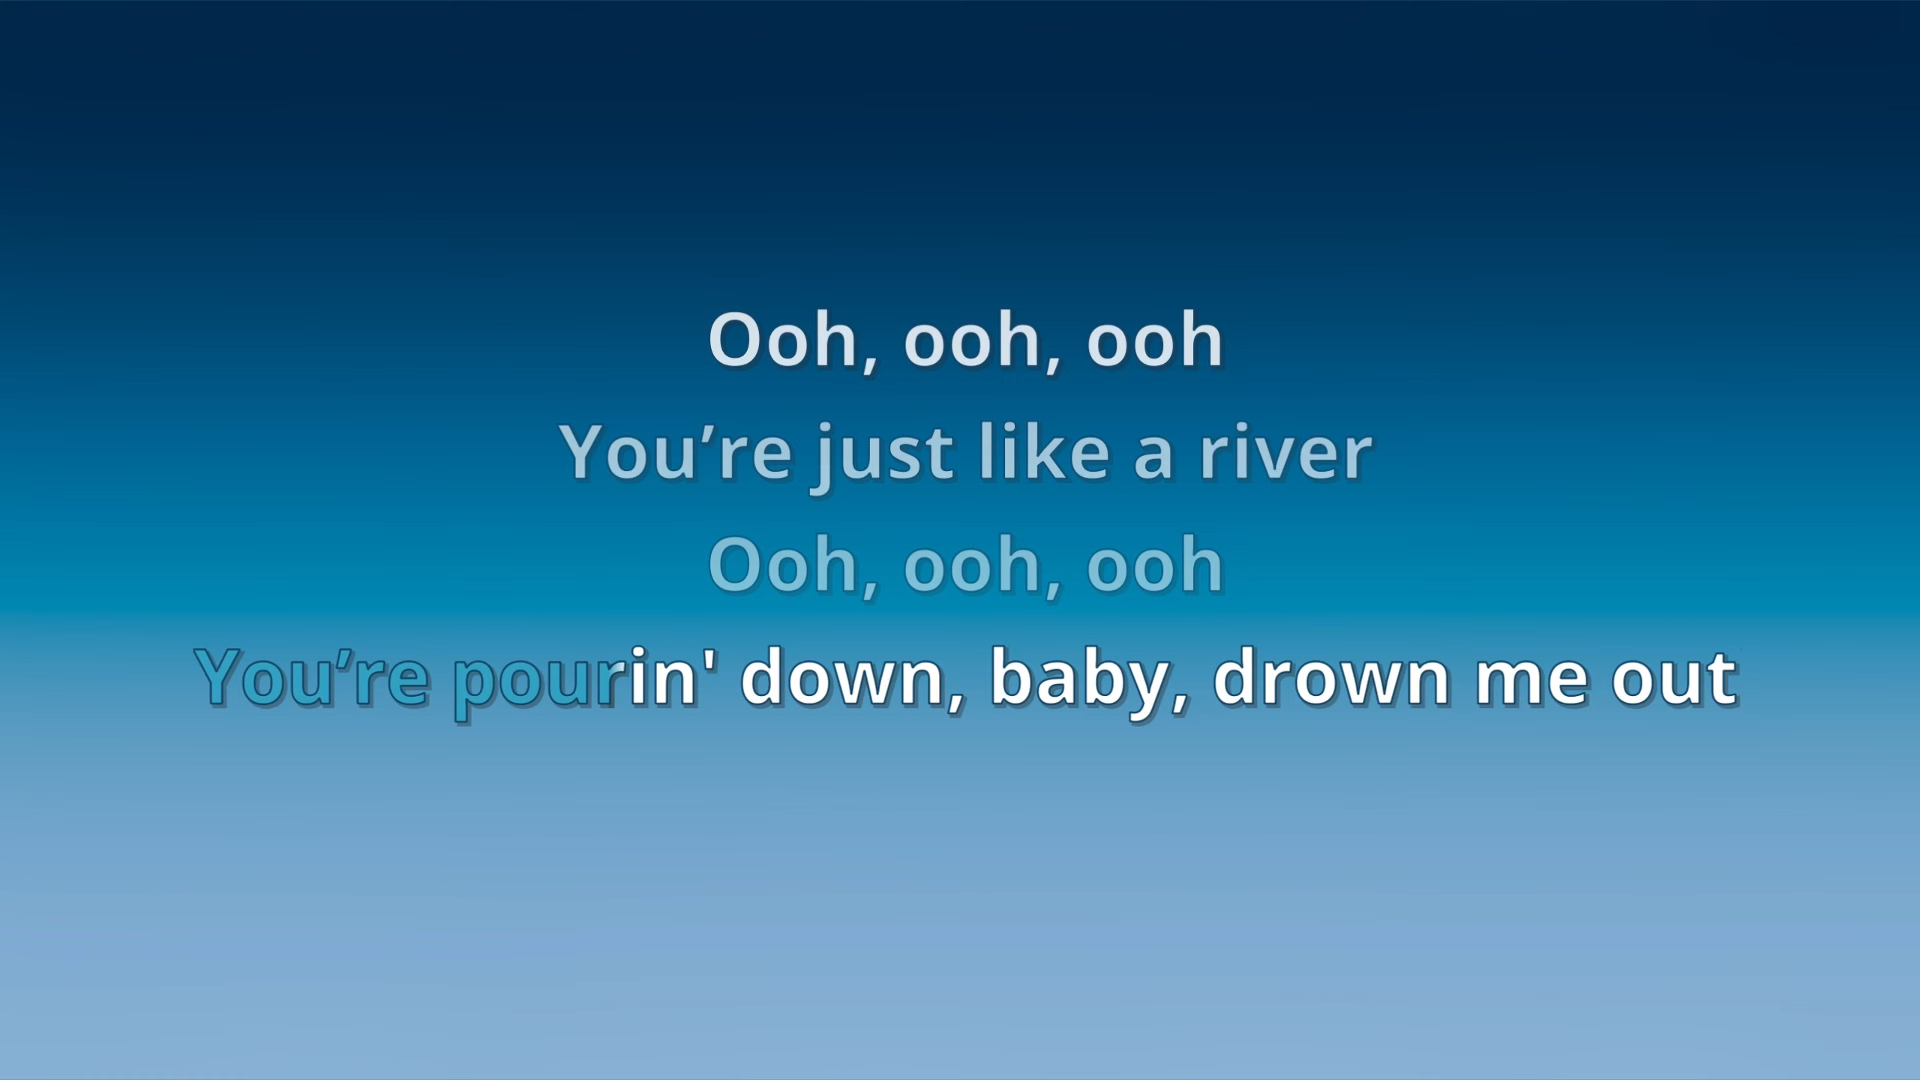 Ooh, ooh, ooh
You’re just like a river
Ooh, ooh, ooh
You’re pourin' down, baby, drown me out